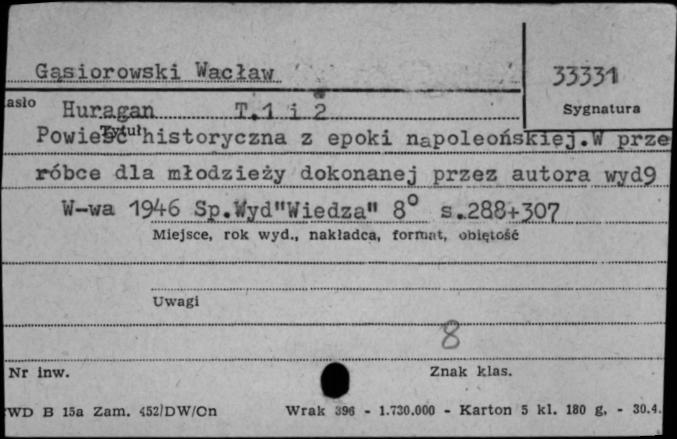 Gąsiorowski Wacław
33331
asło
Huragan T.1 i 2
Sygnatura
Tytuł
Powieść historyczna z epoki napoleońskiej.W prze
róbce dla młodzieży dokonanej przez autora wyd9
W-wa 1946 Sp.Wyd"Wiedza" 8° s.288+307
Miejsce, rok wyd., nakładca, format, objętość
Uwagi
8
Nr inw.
Znak klas.
WD B 15a Zam. 452/DW/Cn Wrak 396 - 1.730.000 - Karton 5 kl. 180 g, - 30.4.